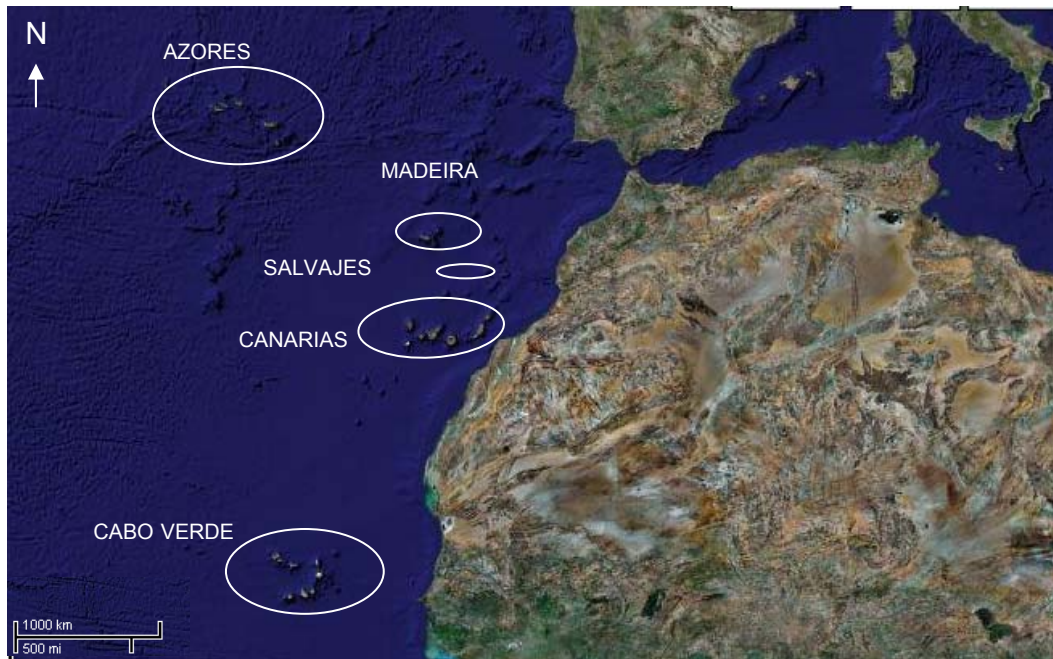 N
AZORES
MADEIRA
SALVAJES
CANARIAS
CABO VERDE
1000 km
500 mi